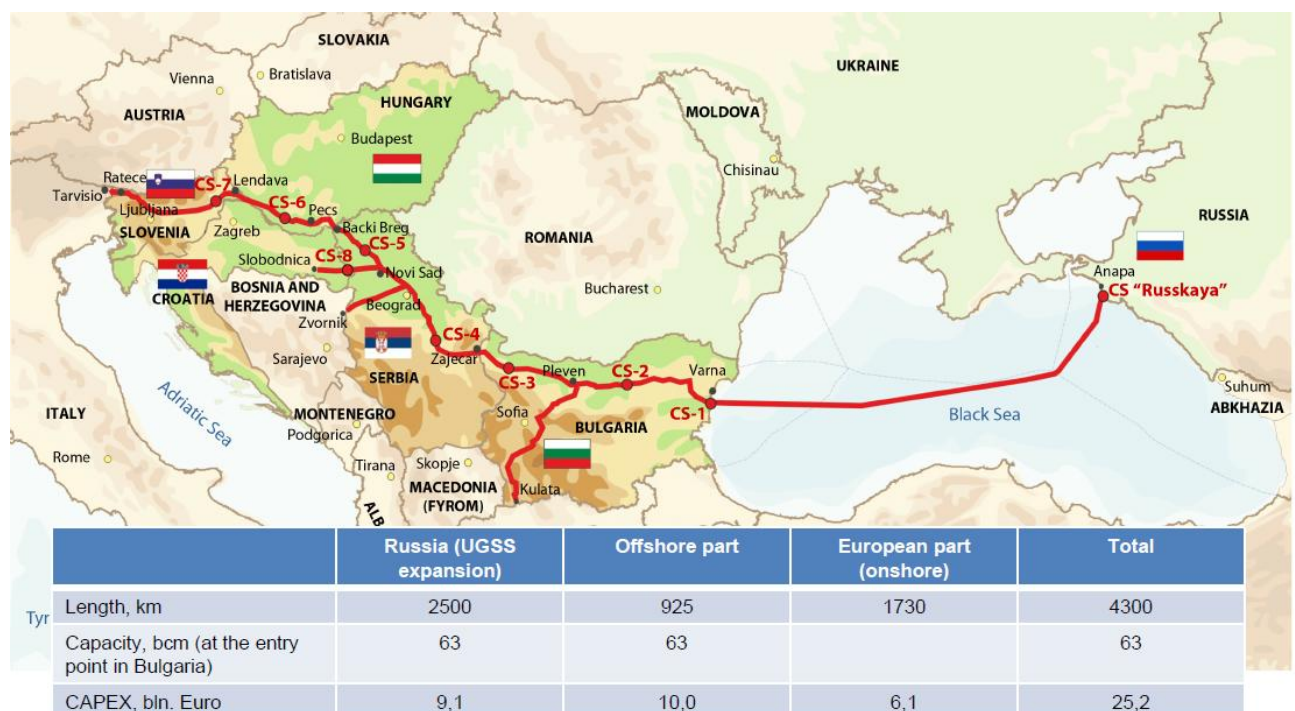 SLOVAKIA
UKRAINE
Vienna
Bratislava
HUNGARY
MOLDOVA
AUSTRIA
Budapest
Chisinau
Ratece
Tarvisio
CS-7
Lendava
CS-6
Pecs
Ljubljana
SLOVENIA
Zagreb
Backi Breg
CS-5
ROMANIA
RUSSIA
Slobodnica
CS-8
Novi Sad
Anapa
CS "Russkaya"
CROATIA
BOSNIA AND
HERZEGOVINA
Beograd
Bucharest
Zvornik
CS-4
Zajecar
Sarajevo
SERBIA
CS-3
Pleven
CS-2
Varna
Suhum
ABKHAZIA
Adriatic Sea
ITALY
MONTENEGRO
Podgorica
Sofia
BULGARIA
CS-1
Black Sea
Rome
Tirana
Skopje
MACEDONIA
(FYROM)
Kulata
ALB
Tyr
Russia (UGSS
expansion)
Offshore part
European part
(onshore)
Total
Length, km 2500 925 1730 4300
Capacity, bcm (at the entry
point in Bulgaria) 63 63 63
CAPEX, bln. Euro 9,1 10,0 6,1 25,2